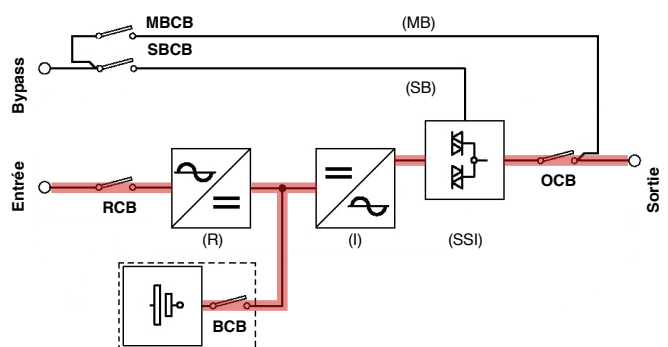 MBCB
(MB)
SBCB
Bypass
(SB)
Entrée
RCB
OCB
Sortie
(R)
(I)
(SSI)
BCB